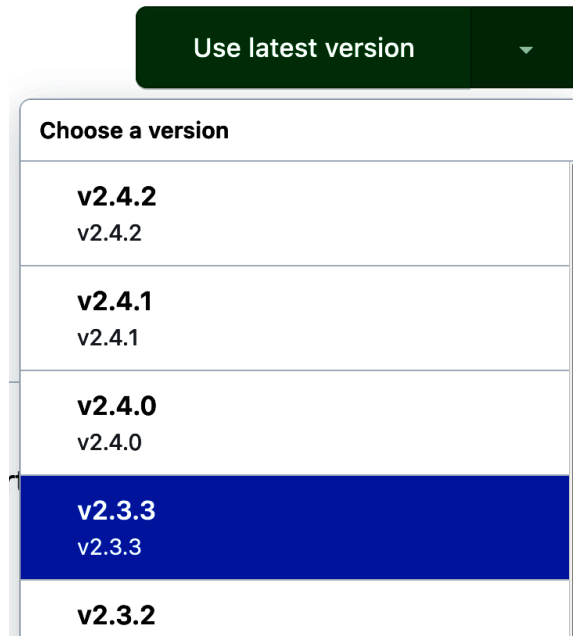 Use latest version
Choose a version
v2.4.2
v2.4.2
v2.4.1
v2.4.1
v2.4.0
v2.4.0
v2.3.3
v2.3.3
v2.3.2